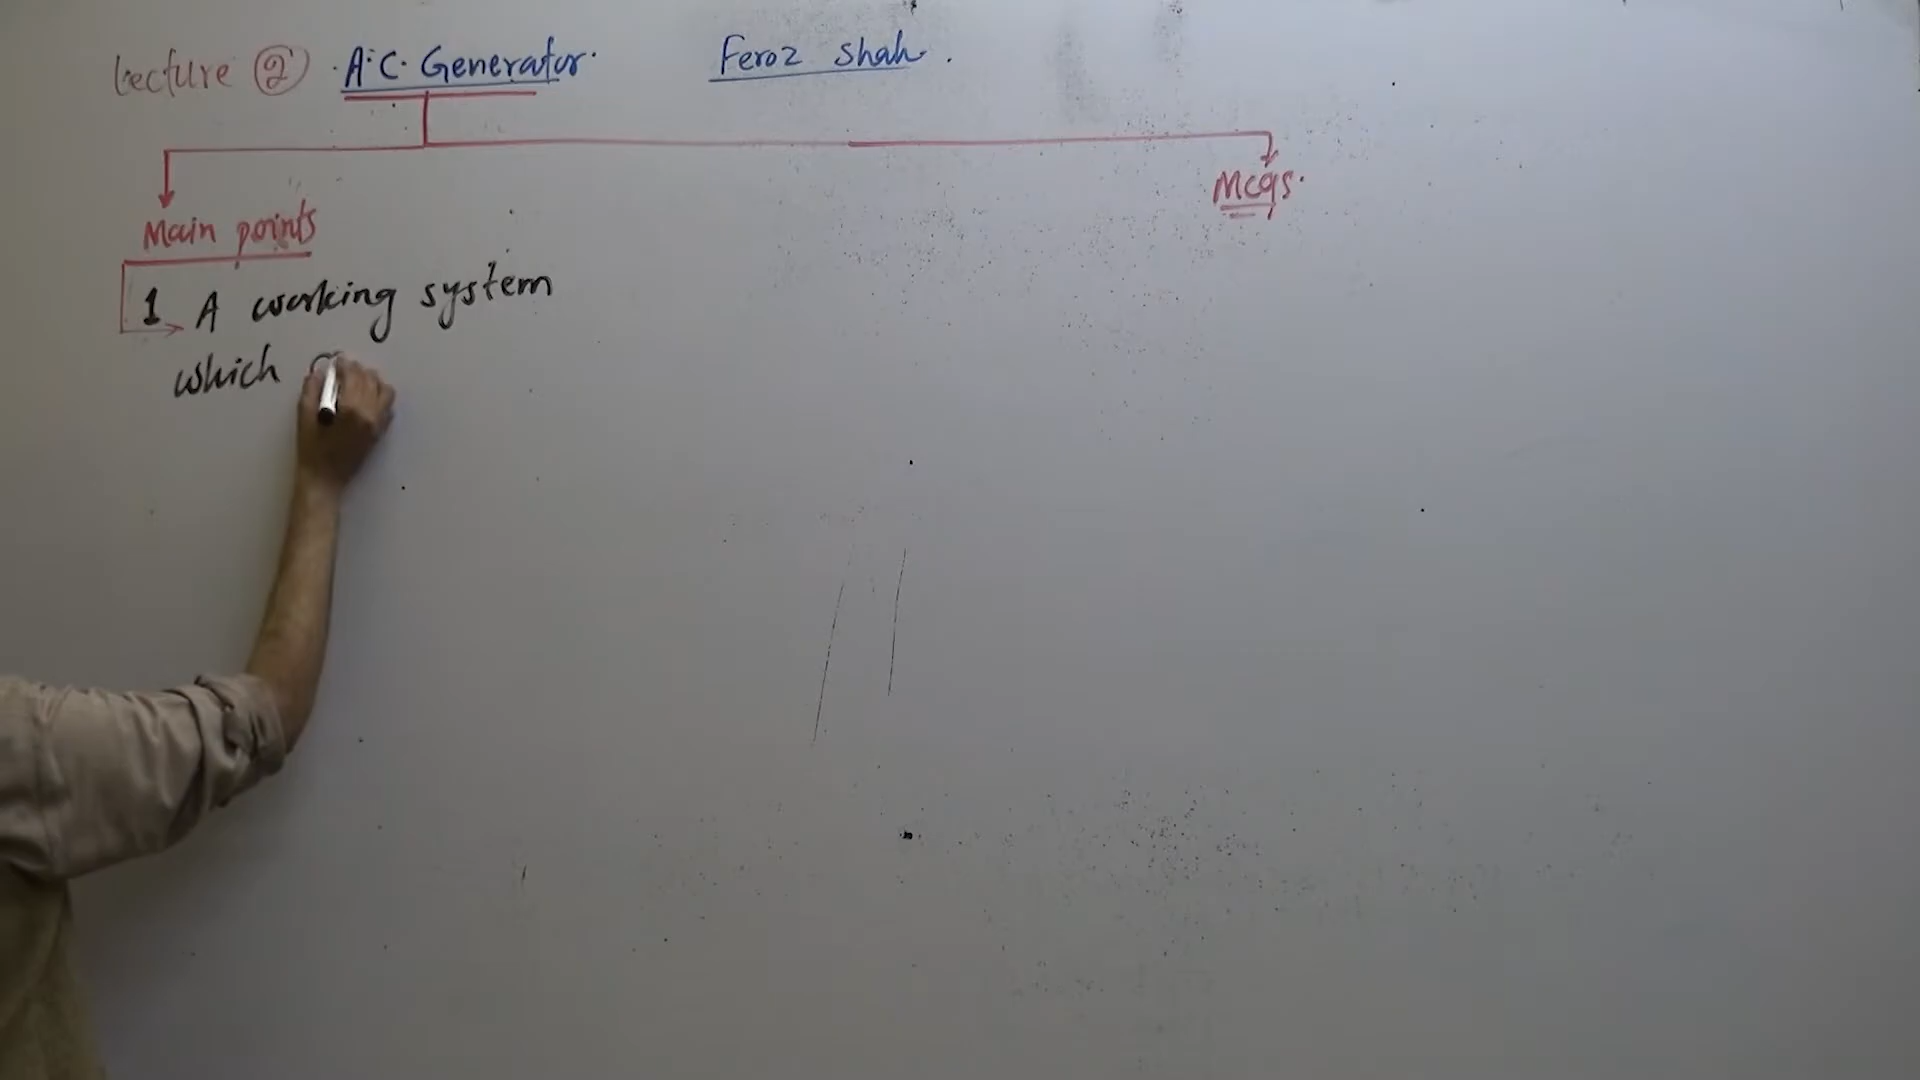 Lecture ② A.C. Generator. Feroz Shah.
Mcqs.
Main points
1 A working system
which